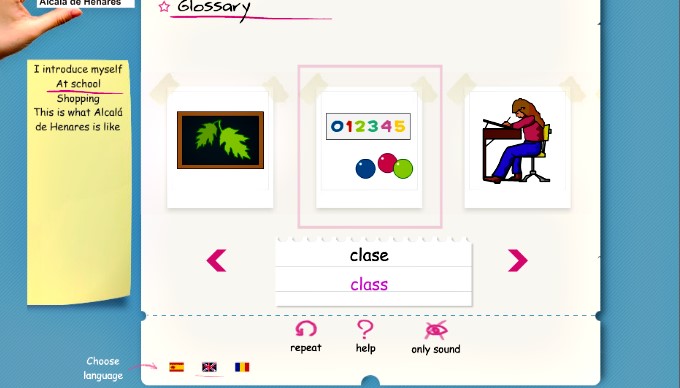 Alcalá de Henares
Glossary
I introduce myself
At school
Shopping
This is what Alcalá
de Henares is like
012345
clase
class
repeat
help
only sound
Choose
language